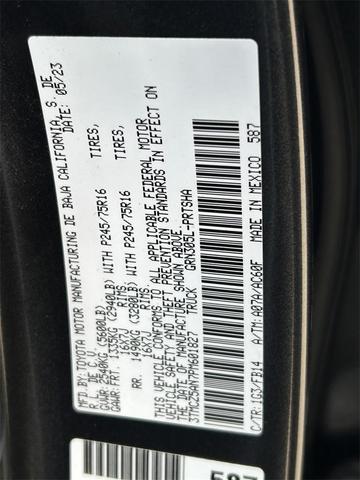 MFD. BY: TOYOTA MOTOR MANUFACTURING DE BAJA CALIFORNIA, S. DE
R.L. DE C.V. DATE: 05/23
GVWR: 2540KG (5600LB)
GAWR: FRT. 1335KG (2940LB) WITH P245/75R16 TIRES,
16X7J RIMS,
RR. 1490KG (3280LB) WITH P245/75R16 TIRES,
16X7J RIMS,
THIS VEHICLE CONFORMS TO ALL APPLICABLE FEDERAL MOTOR
VEHICLE SAFETY AND THEFT PREVENTION STANDARDS IN EFFECT ON
THE DATE OF MANUFACTURE SHOWN ABOVE.
3TMCZ5AN7PM601827 TRUCK GRN305L-PRTSHA
C/TR:1G3/FB14 A/TM:A07A/AC60F MADE IN MEXICO 587
587